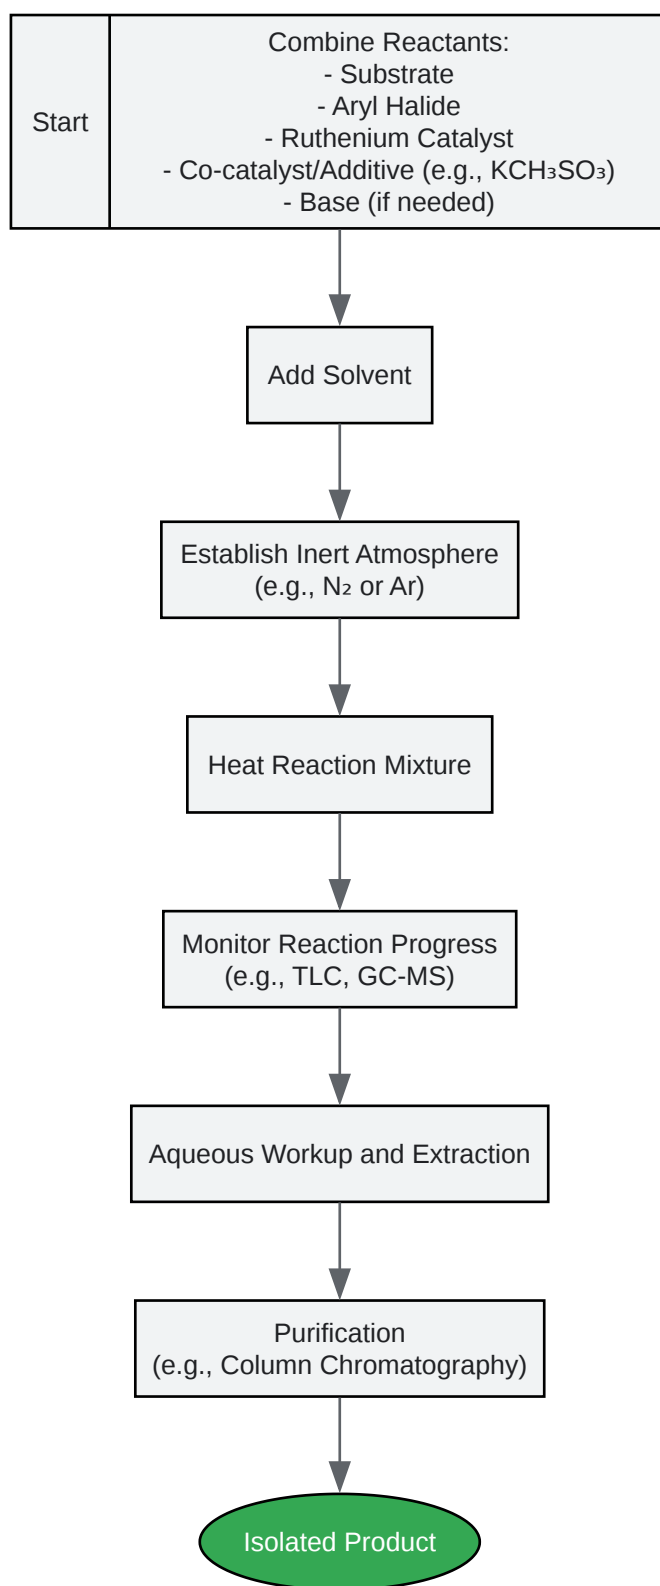 Start
Combine Reactants:
- Substrate
- Aryl Halide
- Ruthenium Catalyst
- Co-catalyst/Additive (e.g., KCH₃SO₃)
- Base (if needed)
Add Solvent
Establish Inert Atmosphere
(e.g., N₂ or Ar)
Heat Reaction Mixture
Monitor Reaction Progress
(e.g., TLC, GC-MS)
Aqueous Workup and Extraction
Purification
(e.g., Column Chromatography)
Isolated Product